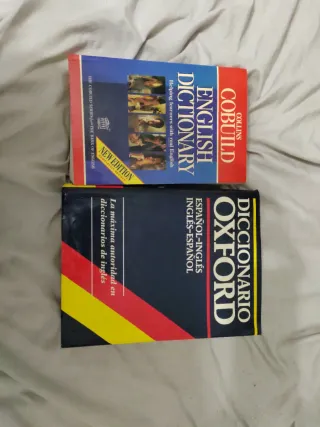 COLLINS
COBUILD
ENGLISH
DICTIONARY
Helping learners with real English
NEW EDITION
DICCIONARIO
OXFORD
ESPAÑOL-INGLÉS
INGLÉS-ESPAÑOL
La máxima autoridad en
diccionarios de inglés